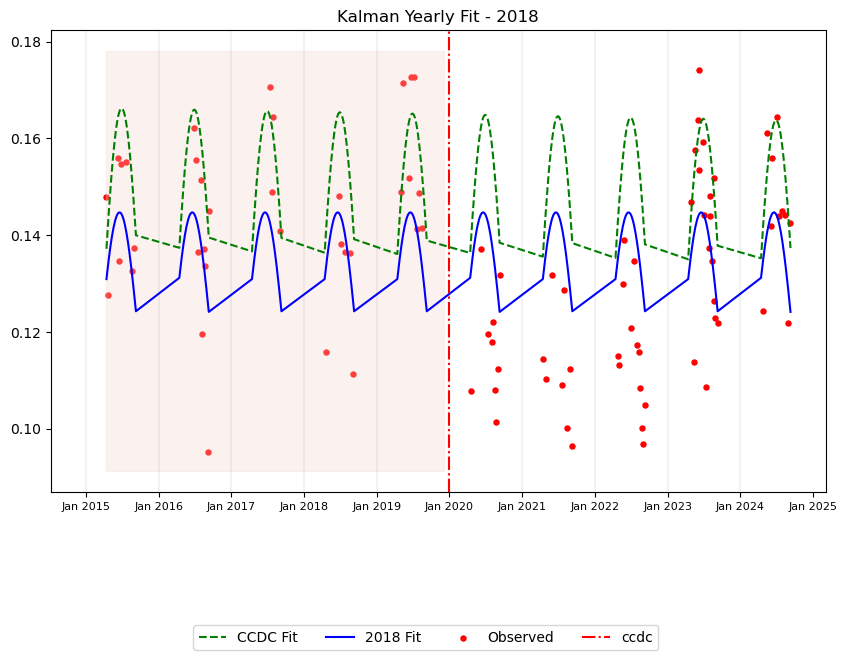 Kalman Yearly Fit - 2018
0.18
0.16
0.14
0.12
0.10
Jan 2015 Jan 2016 Jan 2017 Jan 2018 Jan 2019 Jan 2020 Jan 2021 Jan 2022 Jan 2023 Jan 2024 Jan 2025
CCDC Fit 2018 Fit Observed ccdc